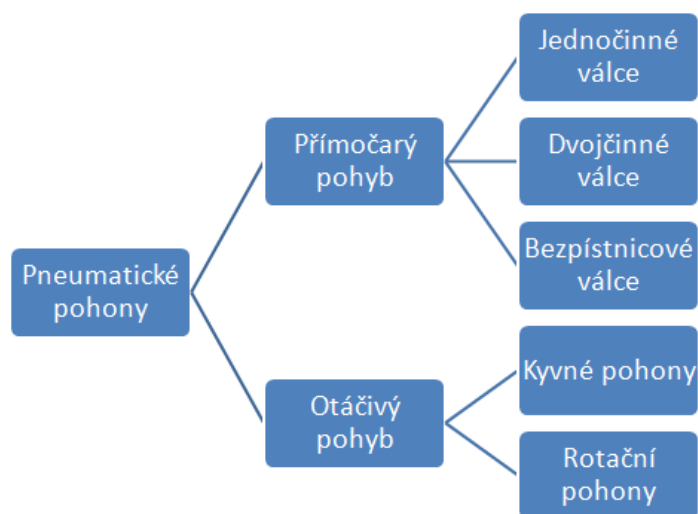 Pneumatické
pohony
Přímočarý
pohyb
Jednočinné
válce
Dvojčinné
válce
Bezpístnicové
válce
Otáčivý
pohyb
Kyvné pohony
Rotační
pohony